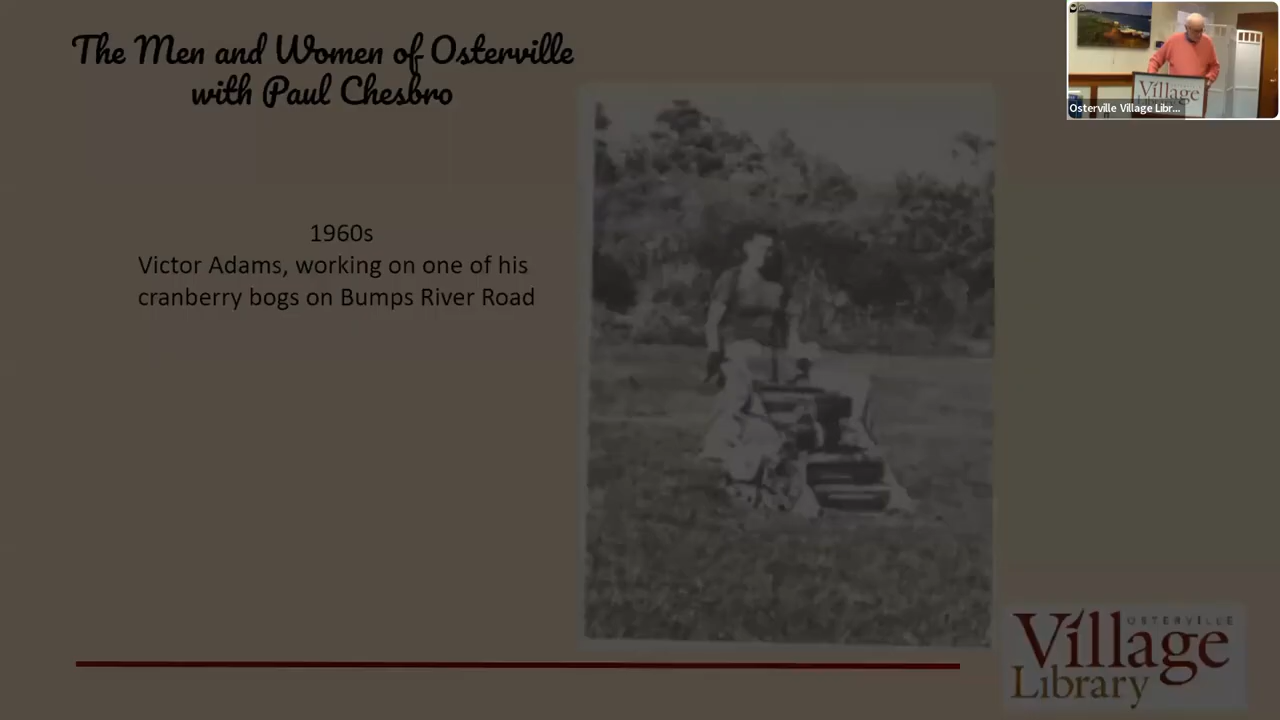 The Men and Women of Osterville
with Paul Chesbro
1960s
Victor Adams, working on one of his
cranberry bogs on Bumps River Road
Village
Osterville Village Libr...
OSTERVILLE
Village
Library